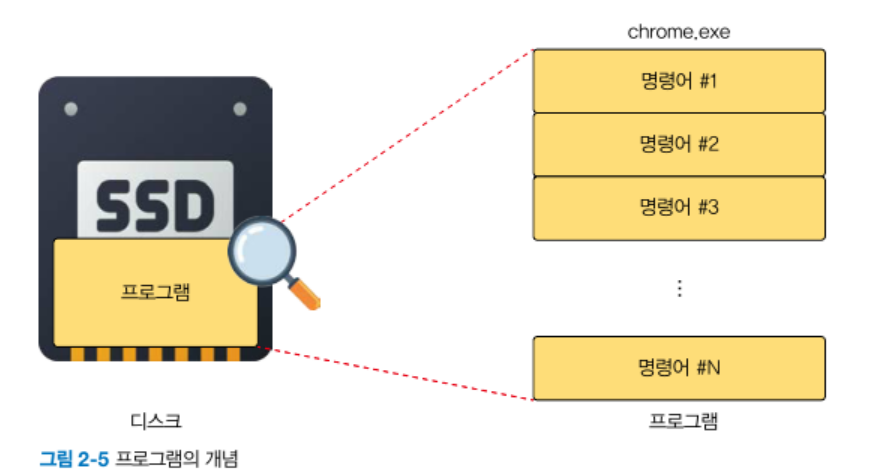 chrome.exe
명령어 #1
명령어 #2
명령어 #3
⋮
명령어 #N
SSD
프로그램
디스크
프로그램
그림 2-5 프로그램의 개념